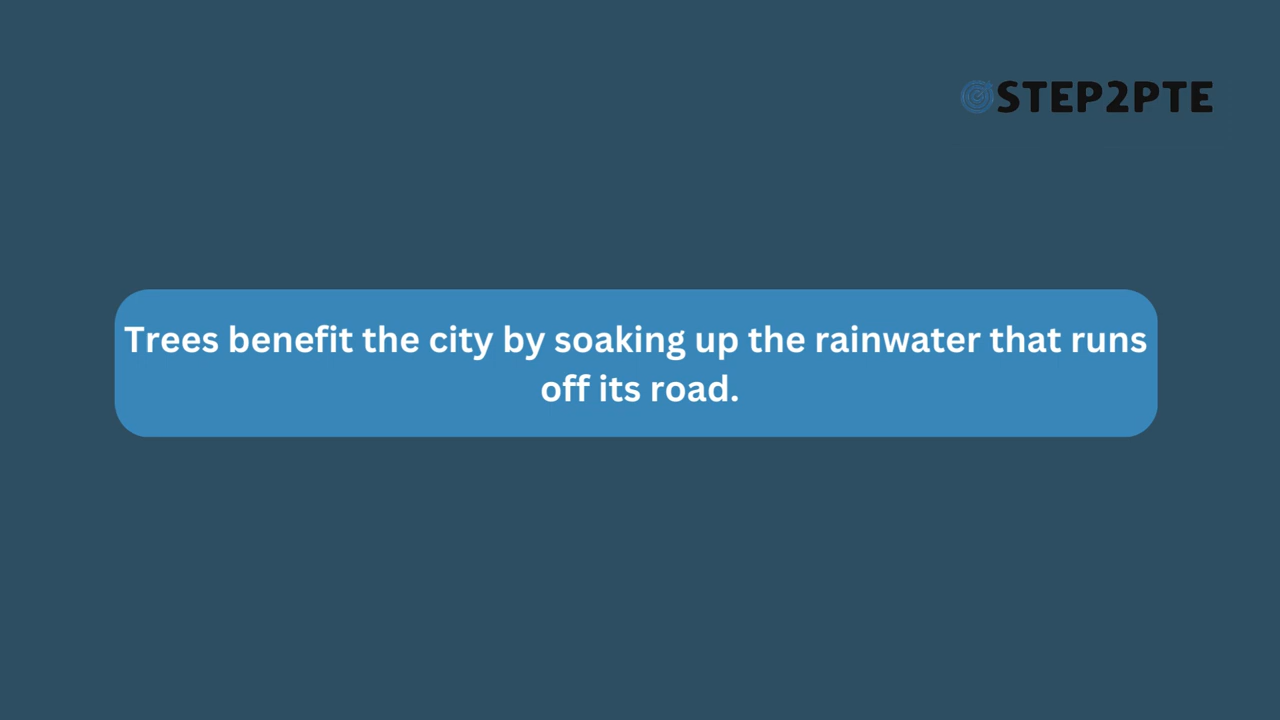 STEP2PTE
Trees benefit the city by soaking up the rainwater that runs
off its road.